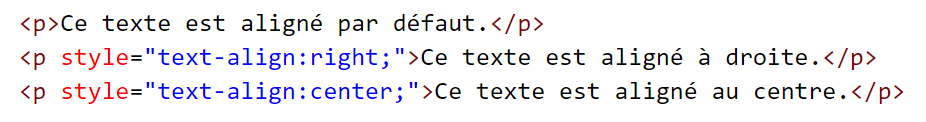 <p>Ce texte est aligné par défaut.</p>
<p style="text-align:right;">Ce texte est aligné à droite.</p>
<p style="text-align:center;">Ce texte est aligné au centre.</p>